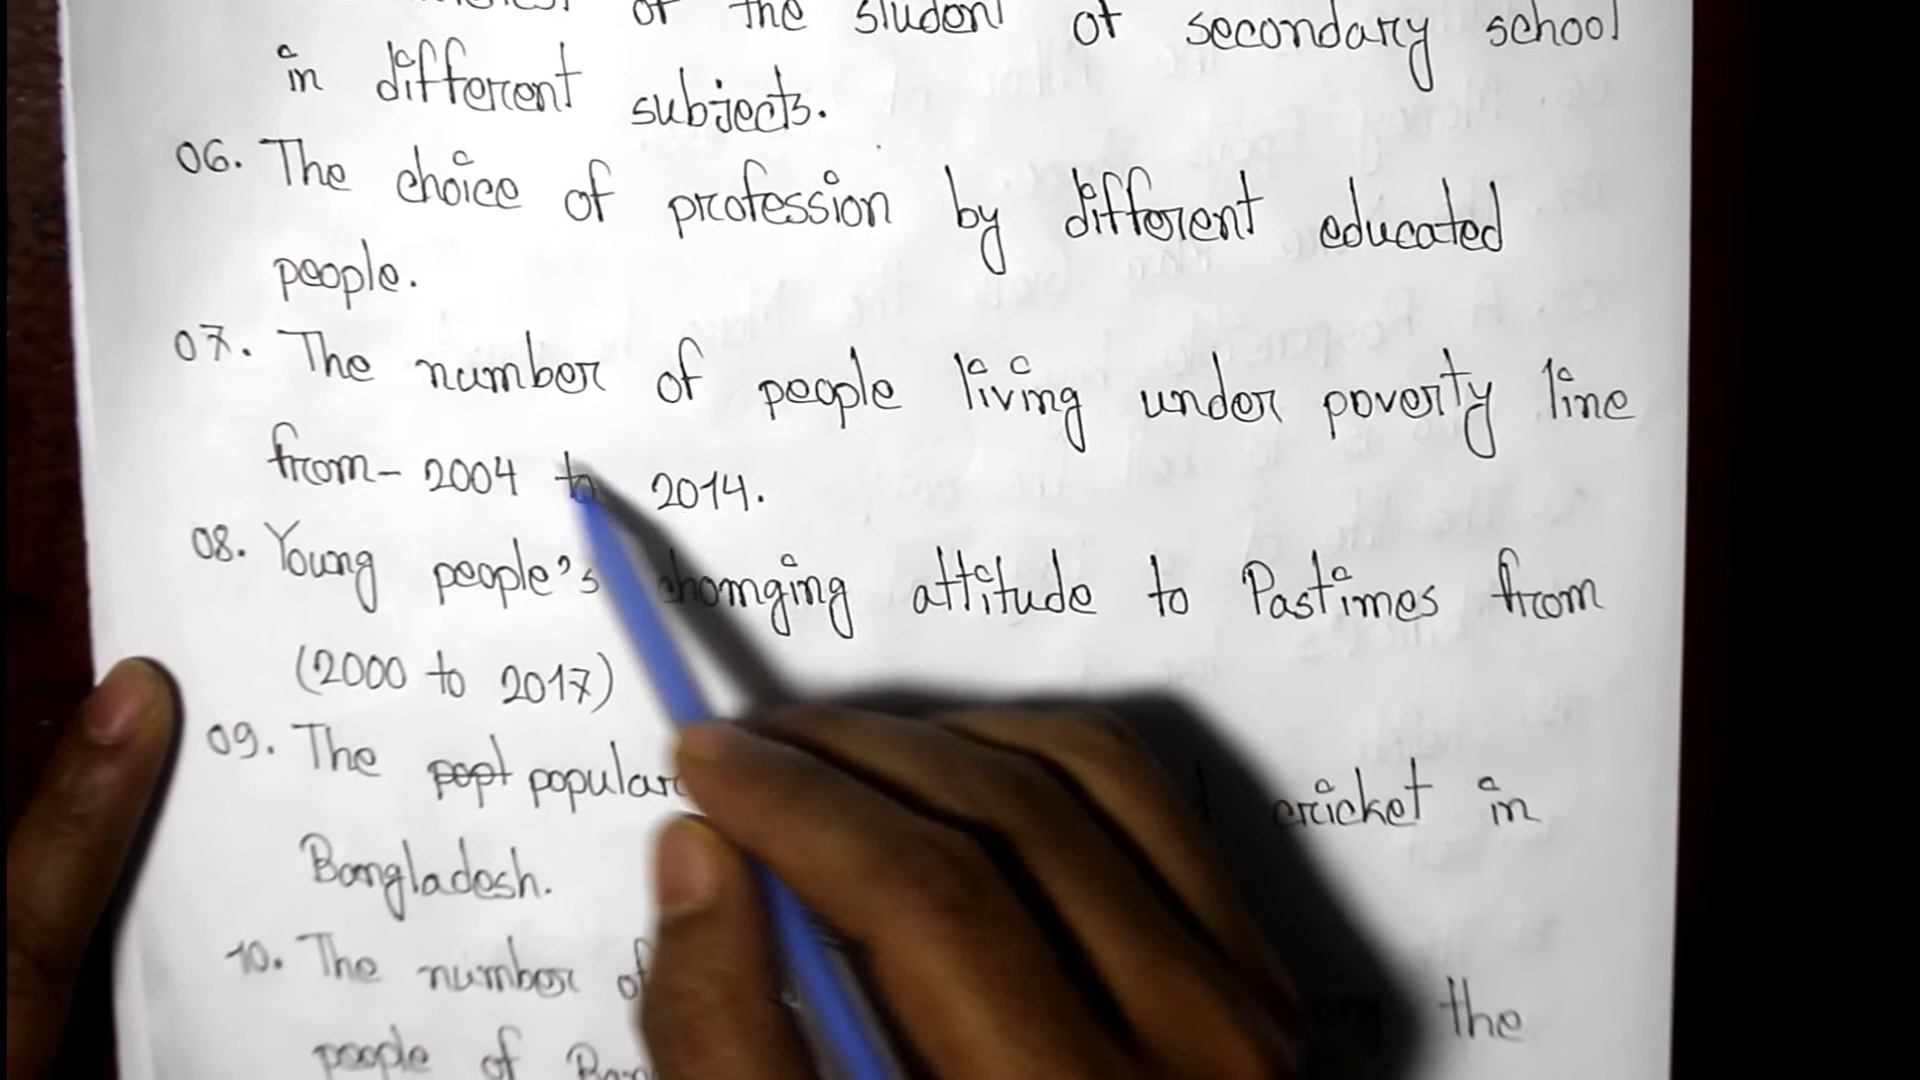 of the student of secondary school
in different subjects.
06. The choice of profession by different educated
people.
07. The number of people living under poverty line
from- 2004 to 2014.
08. Young people's changing attitude to Pastimes from
(2000 to 2017)
09. The popt popular cricket in
Bangladesh.
10. The number of the
people of